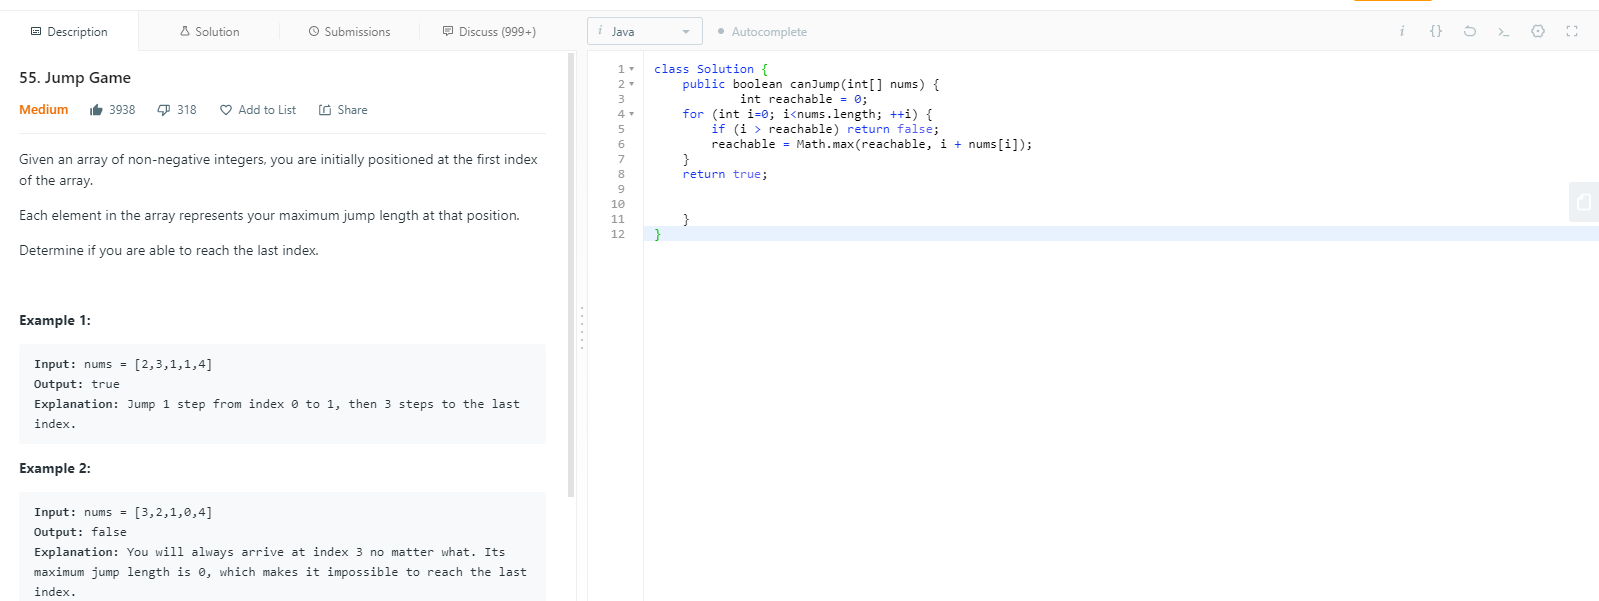 Description
Solution
Submissions
Discuss (999+)
i Java
Autocomplete
i {} >_
55. Jump Game
Medium 3938 318 Add to List Share
Given an array of non-negative integers, you are initially positioned at the first index
of the array.
Each element in the array represents your maximum jump length at that position.
Determine if you are able to reach the last index.
Example 1:
Input: nums = [2,3,1,1,4]
Output: true
Explanation: Jump 1 step from index 0 to 1, then 3 steps to the last
index.
Example 2:
Input: nums = [3,2,1,0,4]
Output: false
Explanation: You will always arrive at index 3 no matter what. Its
maximum jump length is 0, which makes it impossible to reach the last
index.
1 class Solution {
2 public boolean canJump(int[] nums) {
3 int reachable = 0;
4 for (int i=0; i<nums.length; ++i) {
5 if (i > reachable) return false;
6 reachable = Math.max(reachable, i + nums[i]);
7 }
8 return true;
9
10
11 }
12 }